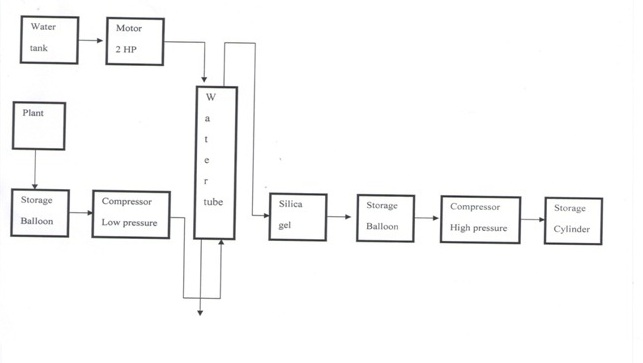 Water
tank
Motor
2 HP
Plant
Water
tube
Storage
Balloon
Compressor
Low pressure
Silica
gel
Storage
Balloon
Compressor
High pressure
Storage
Cylinder